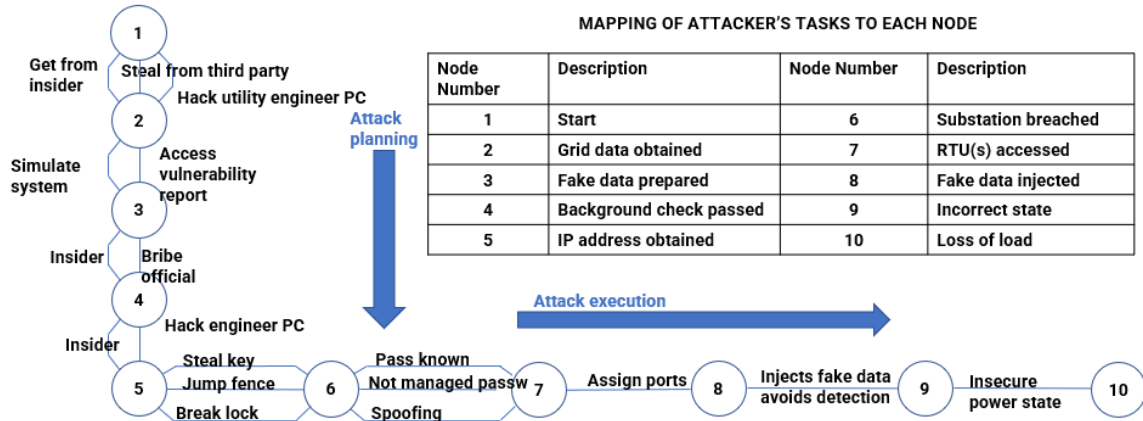 MAPPING OF ATTACKER'S TASKS TO EACH NODE
1
Get from
insider
Steal from third party
Hack utility engineer PC
2
Simulate
system
Access
vulnerability
report
3
Insider
Bribe
official
4
Insider
Hack engineer PC
5
Steal key
Jump fence
Break lock
6
Pass known
Not managed passw
Spoofing
7
Assign ports
8
Injects fake data
avoids detection
9
Insecure
power state
10
Attack
planning
Attack execution
Node
Number
Description
Node Number
Description
1
Start
6
Substation breached
2
Grid data obtained
7
RTU(s) accessed
3
Fake data prepared
8
Fake data injected
4
Background check passed
9
Incorrect state
5
IP address obtained
10
Loss of load